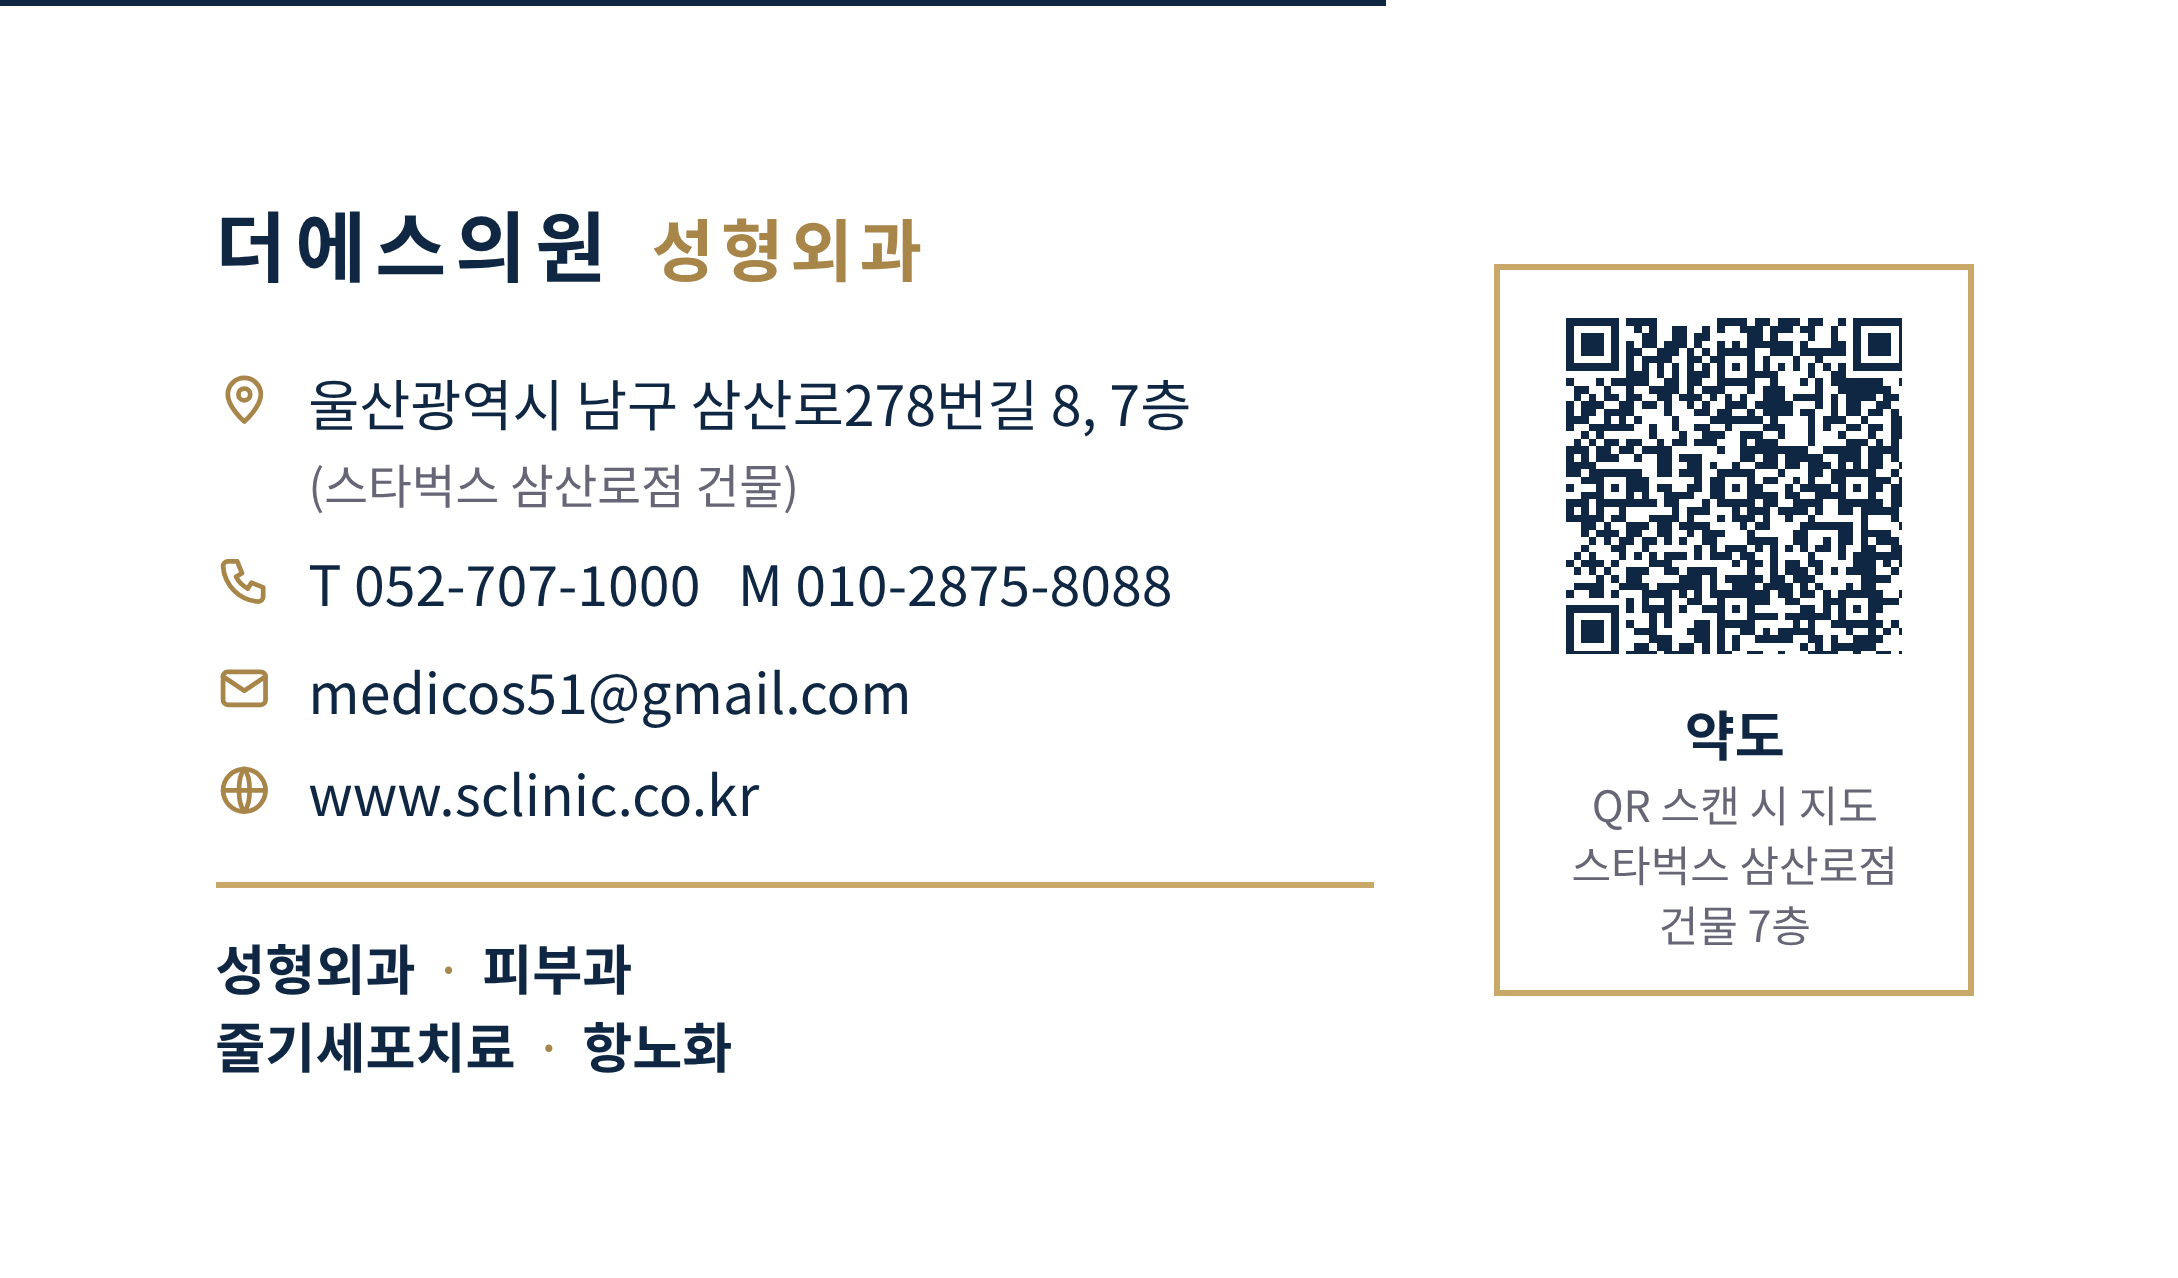 더에스의원 성형외과
울산광역시 남구 삼산로278번길 8, 7층
(스타벅스 삼산로점 건물)
T 052-707-1000 M 010-2875-8088
medicos51@gmail.com
www.sclinic.co.kr
성형외과 · 피부과
줄기세포치료 · 항노화
약도
QR 스캔 시 지도
스타벅스 삼산로점
건물 7층